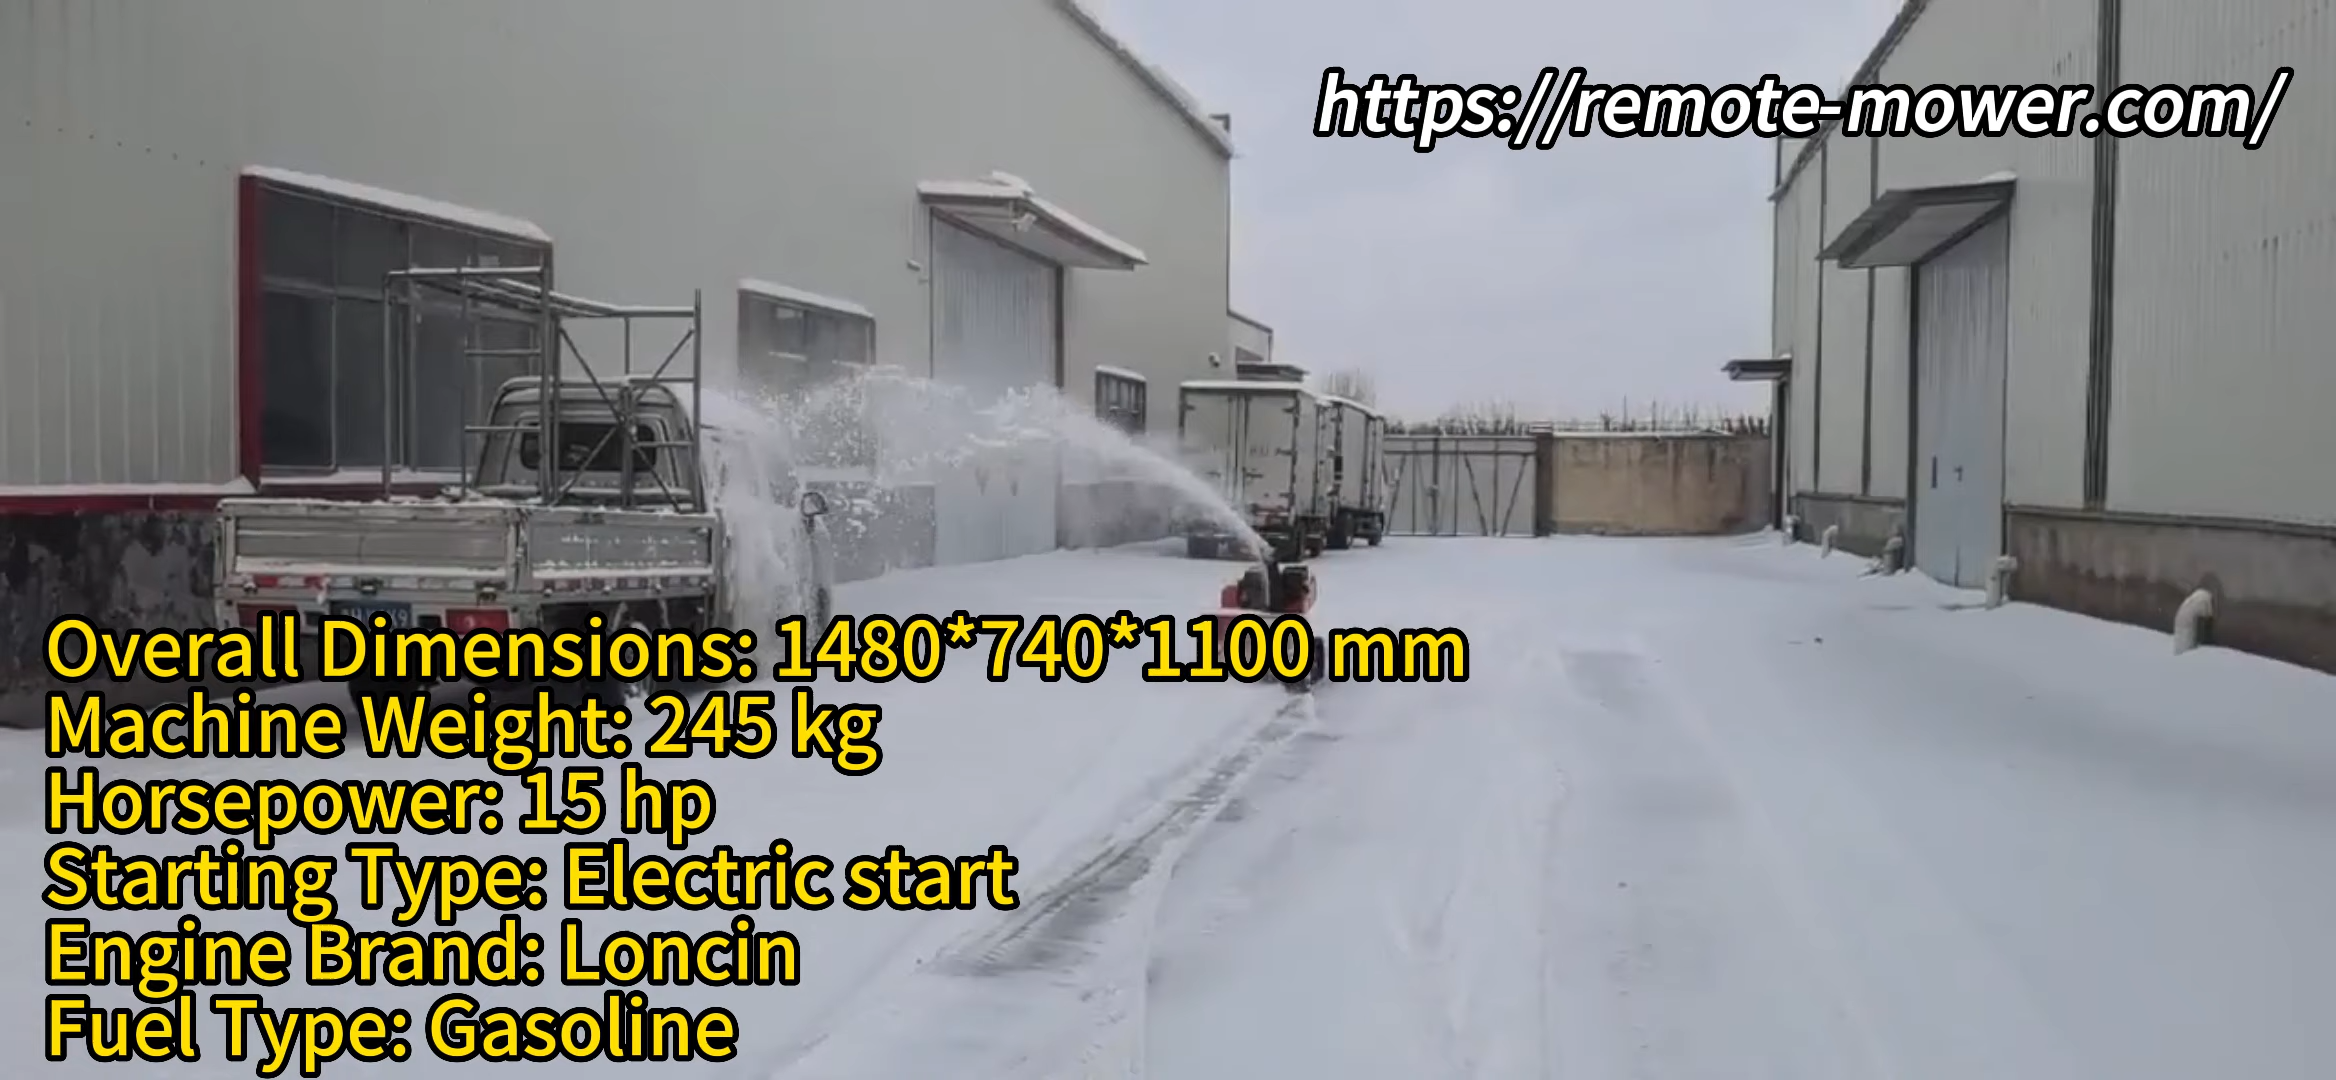 https://remote-mower.com/
Overall Dimensions: 1480*740*1100 mm
Machine Weight: 245 kg
Horsepower: 15 hp
Starting Type: Electric start
Engine Brand: Loncin
Fuel Type: Gasoline